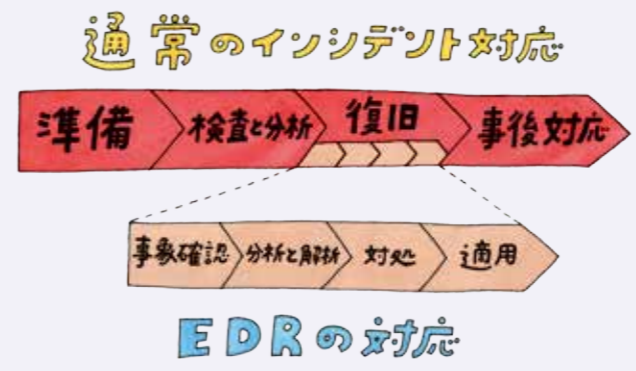 通常のインシデント対応
準備 検査と分析 復旧 事後対応
事象確認 分析と解析 対処 適用
EDRの対応